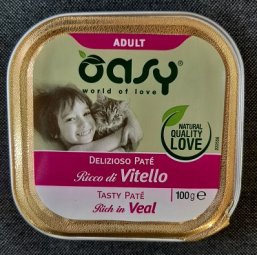 ADULT
Oasy®
world of love
NATURAL
QUALITY
LOVE
DELIZIOSO PATÉ
Ricco di Vitello
TASTY PATÉ
Rich in Veal
100g e